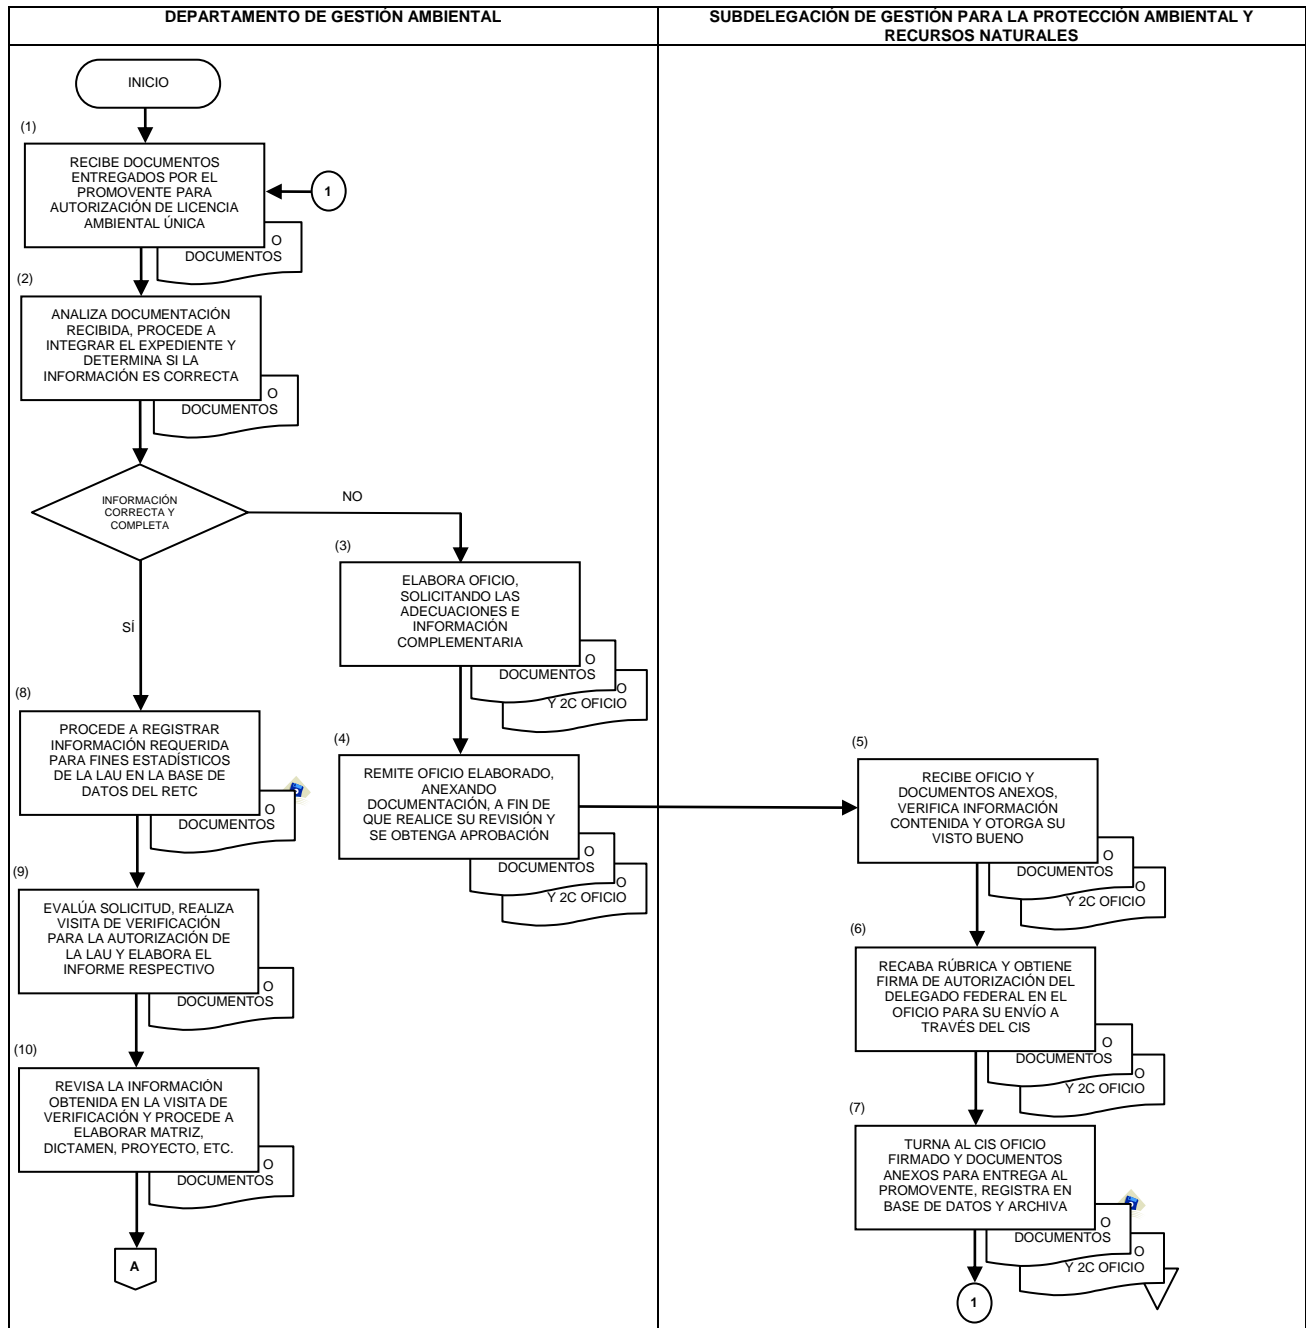 DEPARTAMENTO DE GESTIÓN AMBIENTAL
SUBDELEGACIÓN DE GESTIÓN PARA LA PROTECCIÓN AMBIENTAL Y
RECURSOS NATURALES
INICIO
(1)
RECIBE DOCUMENTOS
ENTREGADOS POR EL
PROMOVENTE PARA
AUTORIZACIÓN DE LICENCIA
AMBIENTAL ÚNICA
1
O
DOCUMENTOS
(2)
ANALIZA DOCUMENTACIÓN
RECIBIDA, PROCEDE A
INTEGRAR EL EXPEDIENTE Y
DETERMINA SI LA
INFORMACIÓN ES CORRECTA
O
DOCUMENTOS
INFORMACIÓN
CORRECTA Y
COMPLETA
NO
SÍ
(3)
ELABORA OFICIO,
SOLICITANDO LAS
ADECUACIONES E
INFORMACIÓN
COMPLEMENTARIA
O
DOCUMENTOS
O
Y 2C OFICIO
(4)
REMITE OFICIO ELABORADO,
ANEXANDO
DOCUMENTACIÓN, A FIN DE
QUE REALICE SU REVISIÓN Y
SE OBTENGA APROBACIÓN
O
DOCUMENTOS
O
Y 2C OFICIO
(5)
RECIBE OFICIO Y
DOCUMENTOS ANEXOS,
VERIFICA INFORMACIÓN
CONTENIDA Y OTORGA SU
VISTO BUENO
O
DOCUMENTOS
O
Y 2C OFICIO
(6)
RECABA RÚBRICA Y OBTIENE
FIRMA DE AUTORIZACIÓN DEL
DELEGADO FEDERAL EN EL
OFICIO PARA SU ENVÍO A
TRAVÉS DEL CIS
O
DOCUMENTOS
O
Y 2C OFICIO
(7)
TURNA AL CIS OFICIO
FIRMADO Y DOCUMENTOS
ANEXOS PARA ENTREGA AL
PROMOVENTE, REGISTRA EN
BASE DE DATOS Y ARCHIVA
O
DOCUMENTOS
O
Y 2C OFICIO
1
(8)
PROCEDE A REGISTRAR
INFORMACIÓN REQUERIDA
PARA FINES ESTADÍSTICOS
DE LA LAU EN LA BASE DE
DATOS DEL RETC
O
DOCUMENTOS
(9)
EVALÚA SOLICITUD, REALIZA
VISITA DE VERIFICACIÓN
PARA LA AUTORIZACIÓN DE
LA LAU Y ELABORA EL
INFORME RESPECTIVO
O
DOCUMENTOS
(10)
REVISA LA INFORMACIÓN
OBTENIDA EN LA VISITA DE
VERIFICACIÓN Y PROCEDE A
ELABORAR MATRIZ,
DICTAMEN, PROYECTO, ETC.
O
DOCUMENTOS
A